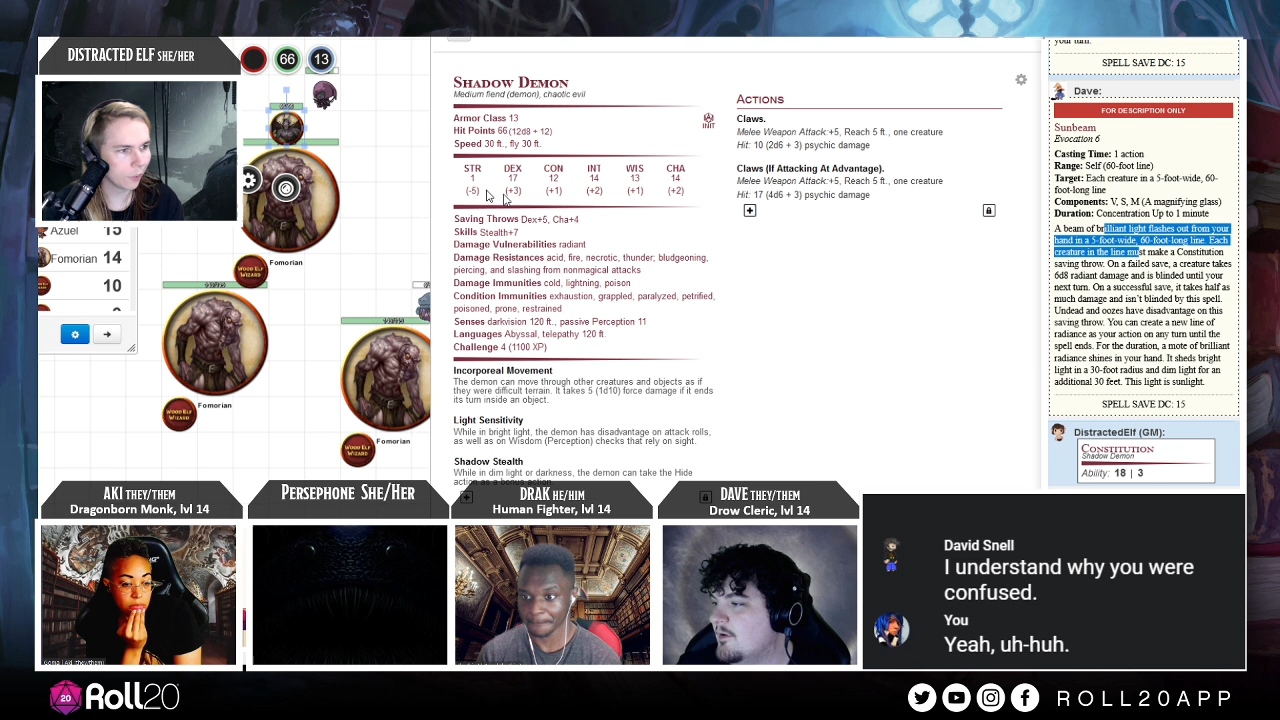 DISTRACTED ELF SHE/HER
66
13
Azuel
15
Fomorian
14
10
Fomorian
WOOD ELF
WIZARD
Fomorian
WOOD ELF
WIZARD
Fomorian
WOOD ELF
WIZARD
SHADOW DEMON
Medium fiend (demon), chaotic evil
Armor Class 13
Hit Points 66 (12d8 + 12)
Speed 30 ft., fly 30 ft.
INIT
STR DEX CON INT WIS CHA
1 17 12 14 13 14
(-5) (+3) (+1) (+2) (+1) (+2)
Saving Throws Dex+5, Cha+4
Skills Stealth+7
Damage Vulnerabilities radiant
Damage Resistances acid, fire, necrotic, thunder; bludgeoning,
piercing, and slashing from nonmagical attacks
Damage Immunities cold, lightning, poison
Condition Immunities exhaustion, grappled, paralyzed, petrified,
poisoned, prone, restrained
Senses darkvision 120 ft., passive Perception 11
Languages Abyssal, telepathy 120 ft.
Challenge 4 (1100 XP)
Incorporeal Movement
The demon can move through other creatures and objects as if
they were difficult terrain. It takes 5 (1d10) force damage if it ends
its turn inside an object.
Light Sensitivity
While in bright light, the demon has disadvantage on attack rolls,
as well as on Wisdom (Perception) checks that rely on sight.
Shadow Stealth
While in dim light or darkness, the demon can take the Hide
action as a bonus action.
ACTIONS
Claws.
Melee Weapon Attack:+5, Reach 5 ft., one creature
Hit: 10 (2d6 + 3) psychic damage
Claws (If Attacking At Advantage).
Melee Weapon Attack:+5, Reach 5 ft., one creature
Hit: 17 (4d6 + 3) psychic damage
your turn.
SPELL SAVE DC: 15
Dave:
FOR DESCRIPTION ONLY
Sunbeam
Evocation 6
Casting Time: 1 action
Range: Self (60-foot line)
Target: Each creature in a 5-foot-wide, 60-
foot-long line
Components: V, S, M (A magnifying glass)
Duration: Concentration Up to 1 minute
A beam of brilliant light flashes out from your
hand in a 5-foot-wide, 60-foot-long line. Each
creature in the line must make a Constitution
saving throw. On a failed save, a creature takes
6d8 radiant damage and is blinded until your
next turn. On a successful save, it takes half as
much damage and isn't blinded by this spell.
Undead and oozes have disadvantage on this
saving throw. You can create a new line of
radiance as your action on any turn until the
spell ends. For the duration, a mote of brilliant
radiance shines in your hand. It sheds bright
light in a 30-foot radius and dim light for an
additional 30 feet. This light is sunlight.
SPELL SAVE DC: 15
DistractedElf (GM):
CONSTITUTION
Shadow Demon
Ability: 18 | 3
AKI THEY/THEM
Dragonborn Monk, lvl 14
PERSEPHONE SHE/HER
DRAK HE/HIM
Human Fighter, lvl 14
DAVE THEY/THEM
Drow Cleric, lvl 14
David Snell
I understand why you were
confused.
You
Yeah, uh-huh.
20
Roll20
ROLL20APP